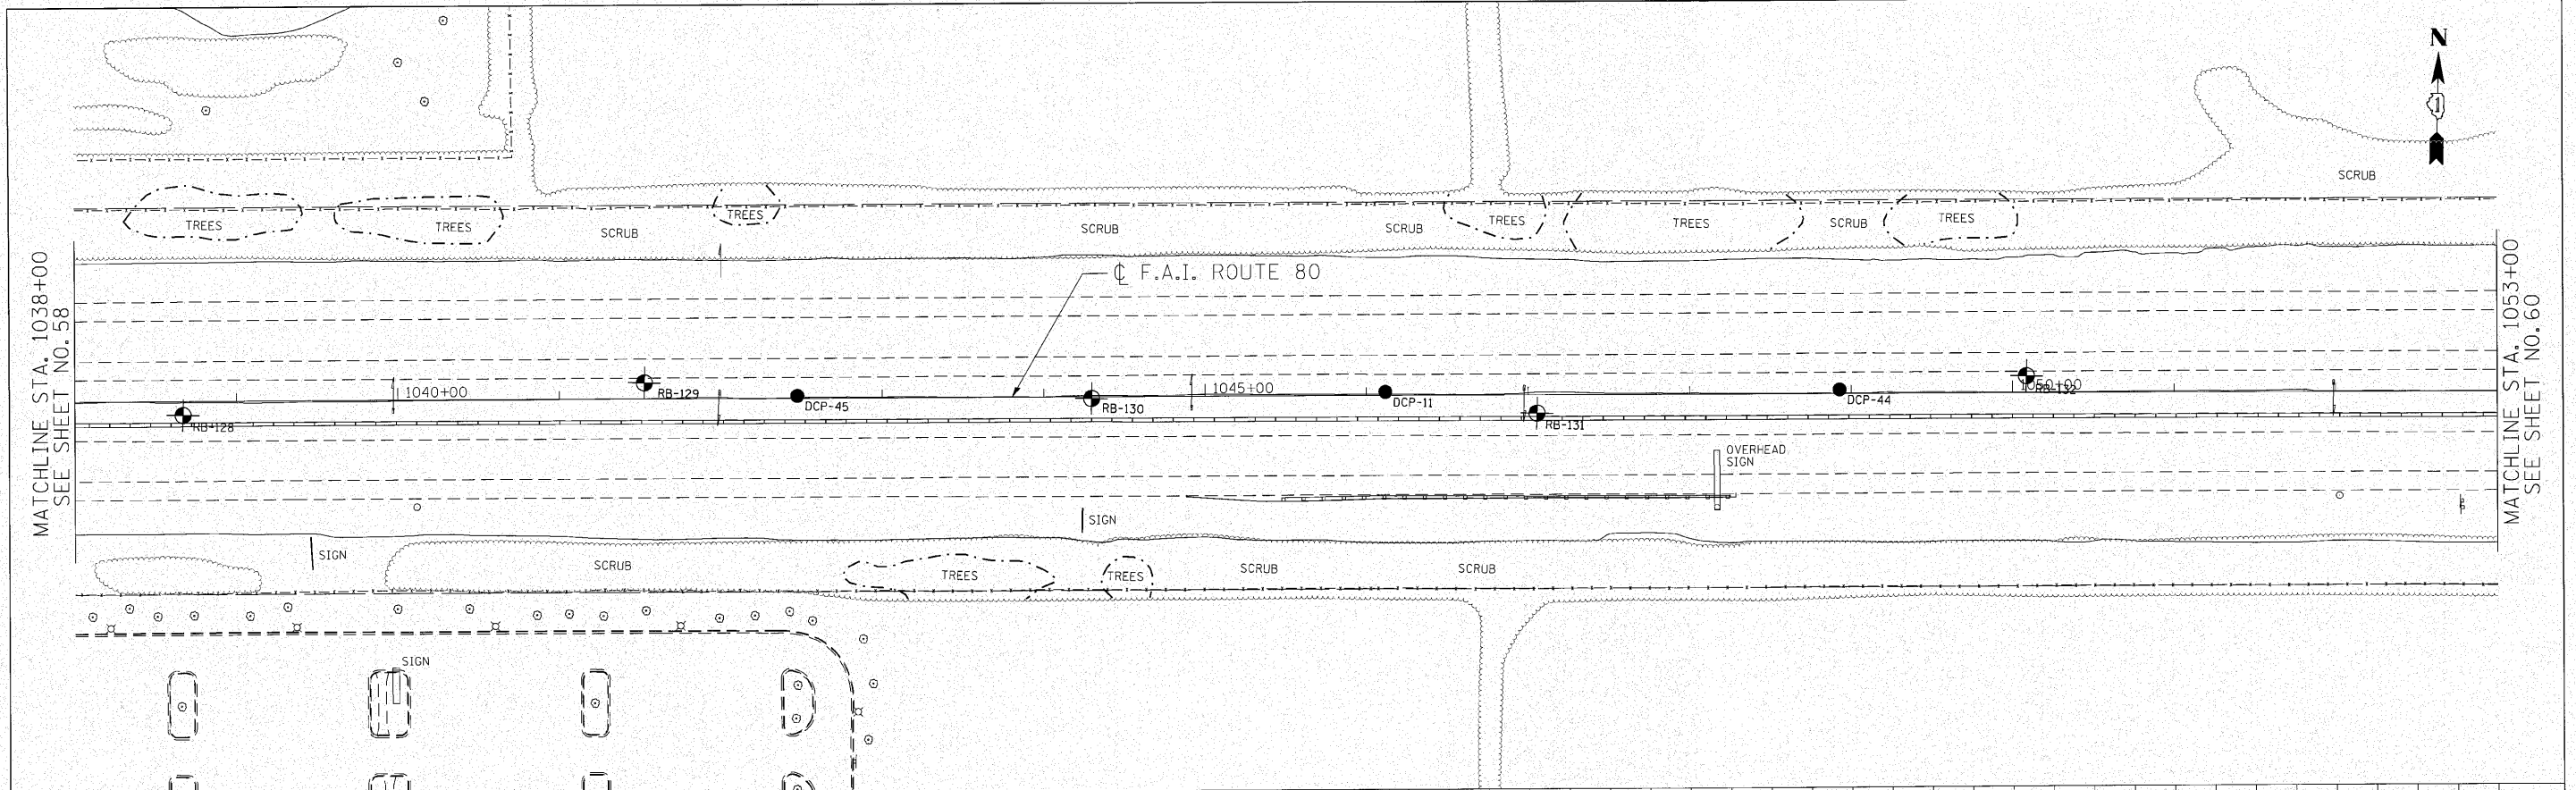 N
1
SCRUB
TREES
TREES
TREES
SCRUB
SCRUB
SCRUB
TREES
TREES
SCRUB
TREES
MATCHLINE STA. 1038+00
SEE SHEET NO. 58
℄ F.A.I. ROUTE 80
MATCHLINE STA. 1053+00
SEE SHEET NO. 60
1040+00
1045+00
1050+00
RB-128
RB-129
DCP-45
RB-130
DCP-11
RB-131
DCP-44
RB-132
OVERHEAD
SIGN
SIGN
SIGN
SCRUB
TREES
TREES
SCRUB
SCRUB
SIGN